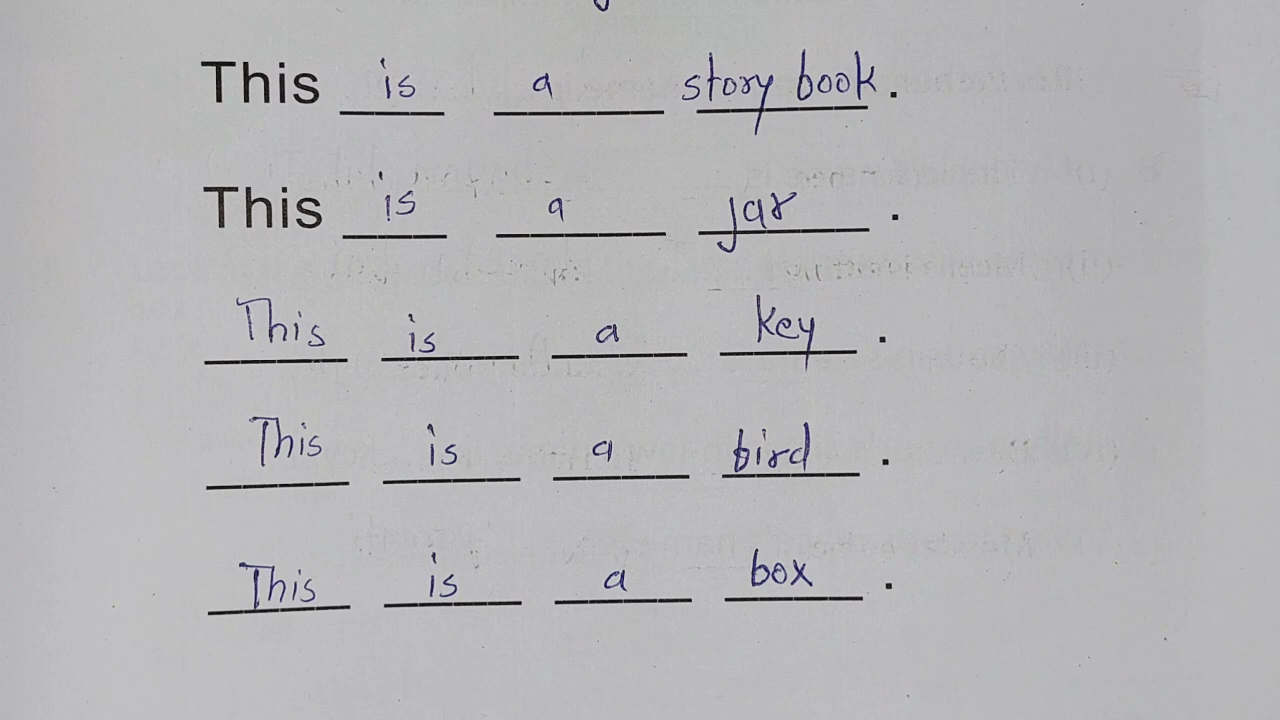 This is a story book.
This is a jar.
This is a key.
This is a bird.
This is a box.